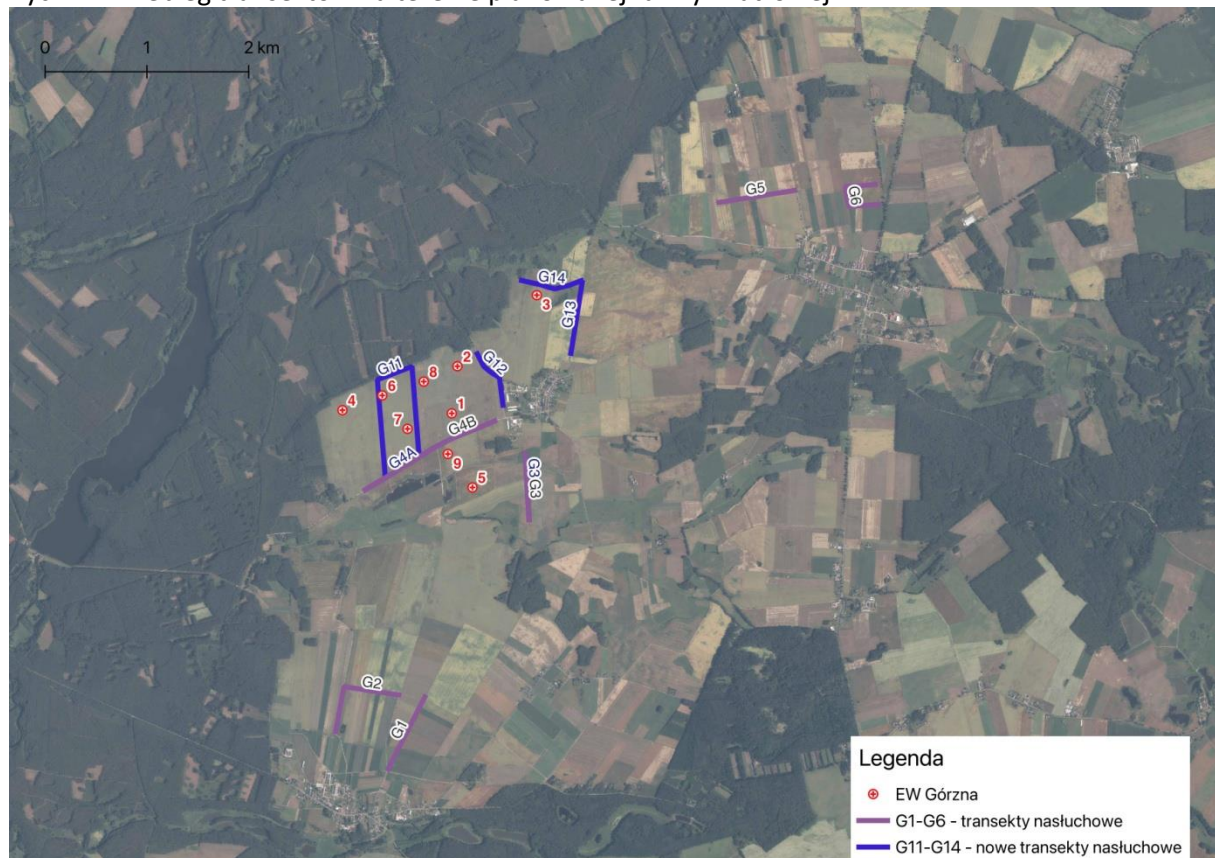 0 1 2 km
G5
G6
G14
3
G13
G11
2
G12
8
6
4
1
7
G4B
G4A
9
G3G3
5
G2
G1
Legenda
EW Górzna
G1-G6 - transekty nasłuchowe
G11-G14 - nowe transekty nasłuchowe